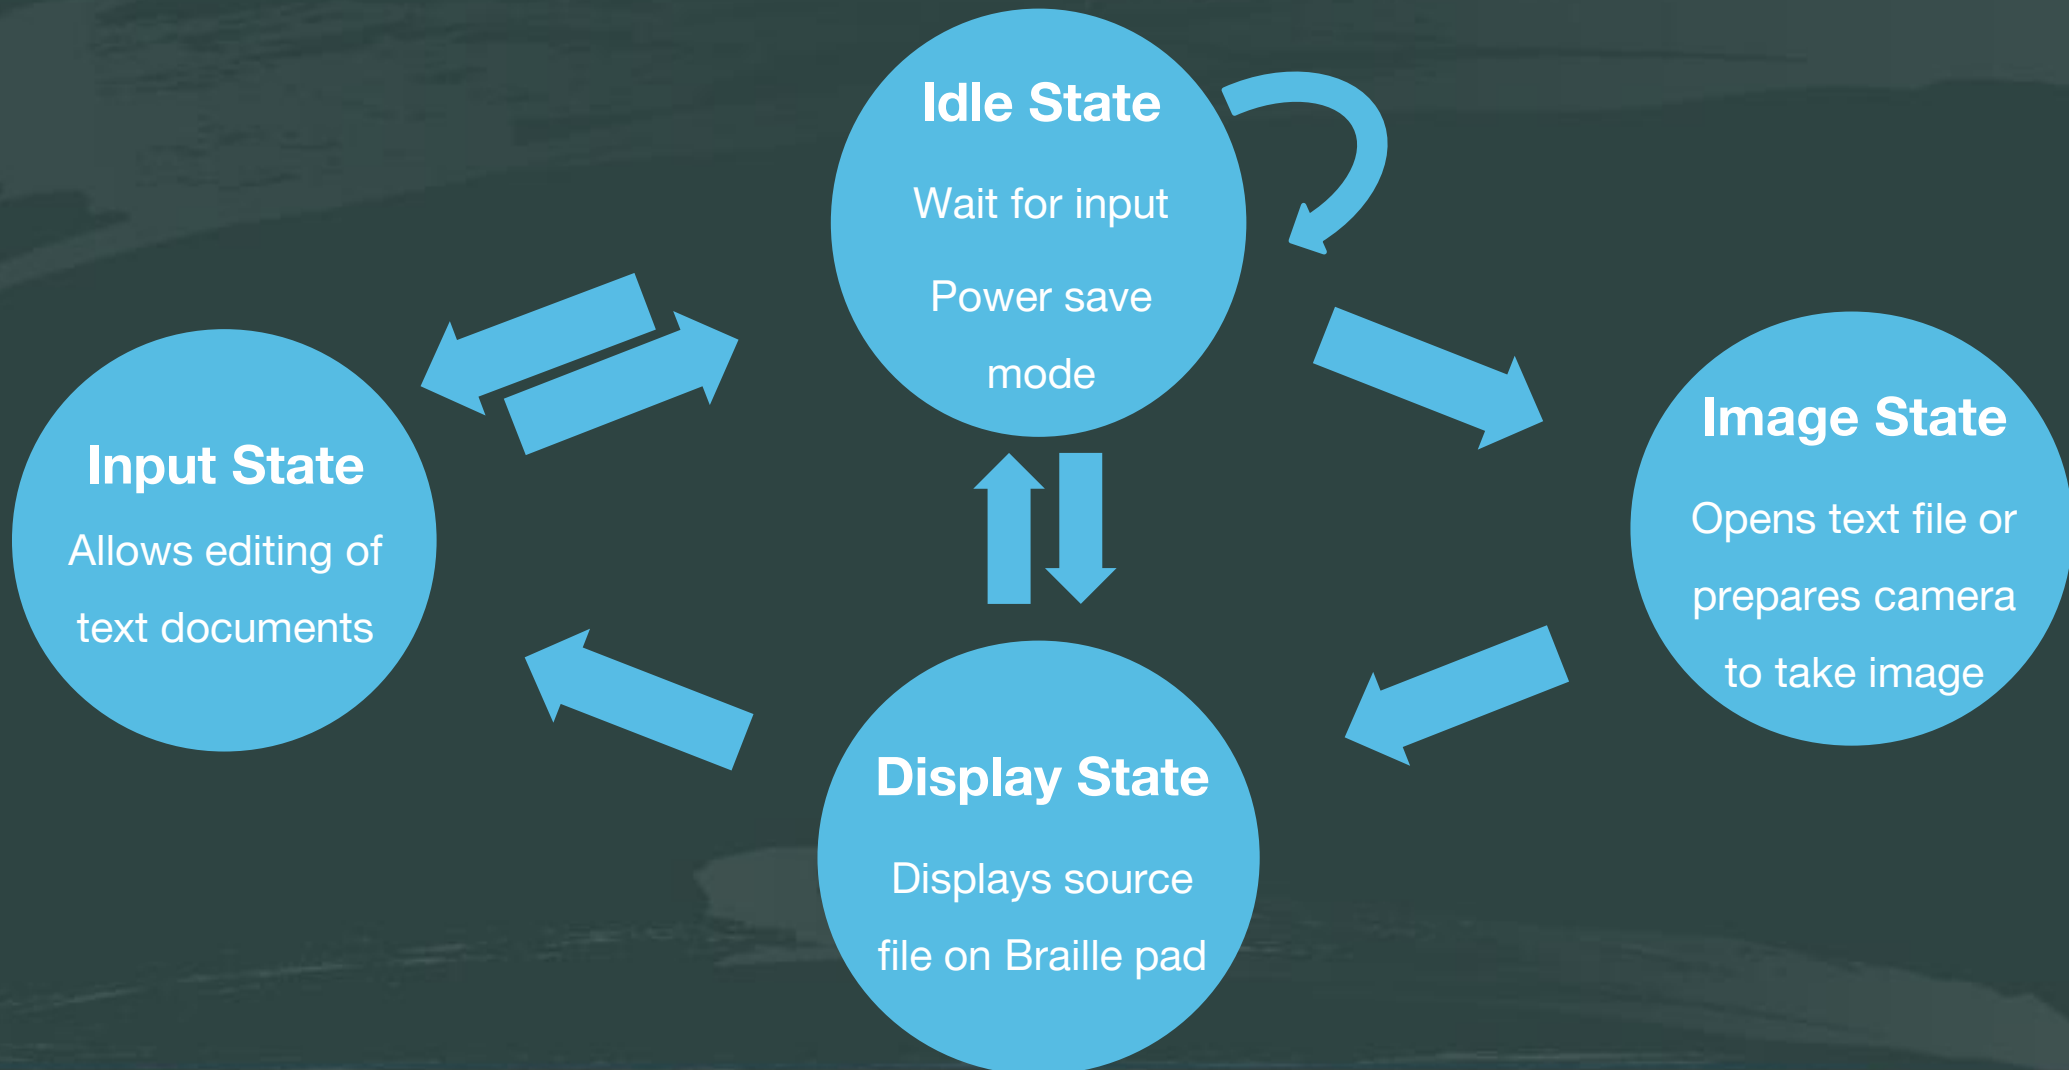 Idle State
Wait for input
Power save
mode
Input State
Allows editing of
text documents
Image State
Opens text file or
prepares camera
to take image
Display State
Displays source
file on Braille pad